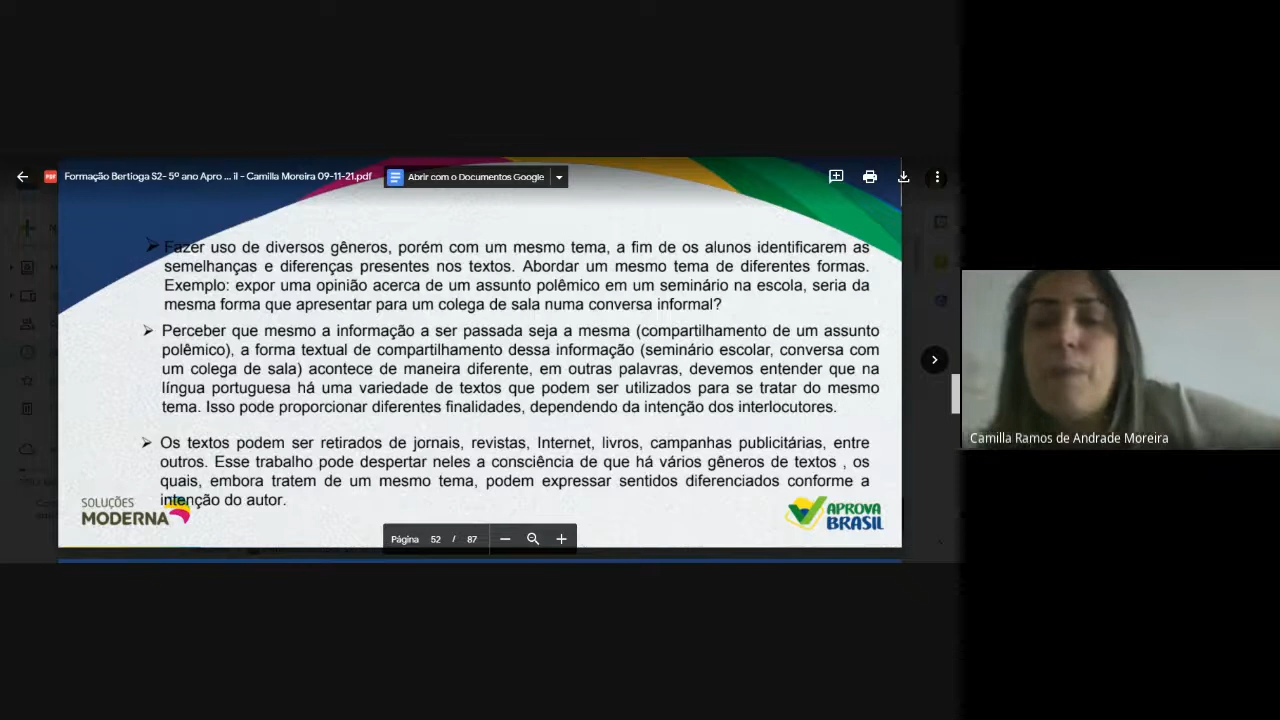 Formação Bertioga S2- 5º ano Apro ... il - Camilla Moreira 09-11-21.pdf
Abrir com o Documentos Google
Fazer uso de diversos gêneros, porém com um mesmo tema, a fim de os alunos identificarem as
semelhanças e diferenças presentes nos textos. Abordar um mesmo tema de diferentes formas.
Exemplo: expor uma opinião acerca de um assunto polêmico em um seminário na escola, seria da
mesma forma que apresentar para um colega de sala numa conversa informal?
Perceber que mesmo a informação a ser passada seja a mesma (compartilhamento de um assunto
polêmico), a forma textual de compartilhamento dessa informação (seminário escolar, conversa com
um colega de sala) acontece de maneira diferente, em outras palavras, devemos entender que na
língua portuguesa há uma variedade de textos que podem ser utilizados para se tratar do mesmo
tema. Isso pode proporcionar diferentes finalidades, dependendo da intenção dos interlocutores.
Os textos podem ser retirados de jornais, revistas, Internet, livros, campanhas publicitárias, entre
outros. Esse trabalho pode despertar neles a consciência de que há vários gêneros de textos , os
quais, embora tratem de um mesmo tema, podem expressar sentidos diferenciados conforme a
intenção do autor.
SOLUÇÕES
MODERNA
APROVA
BRASIL
Página 52 / 87
Camilla Ramos de Andrade Moreira